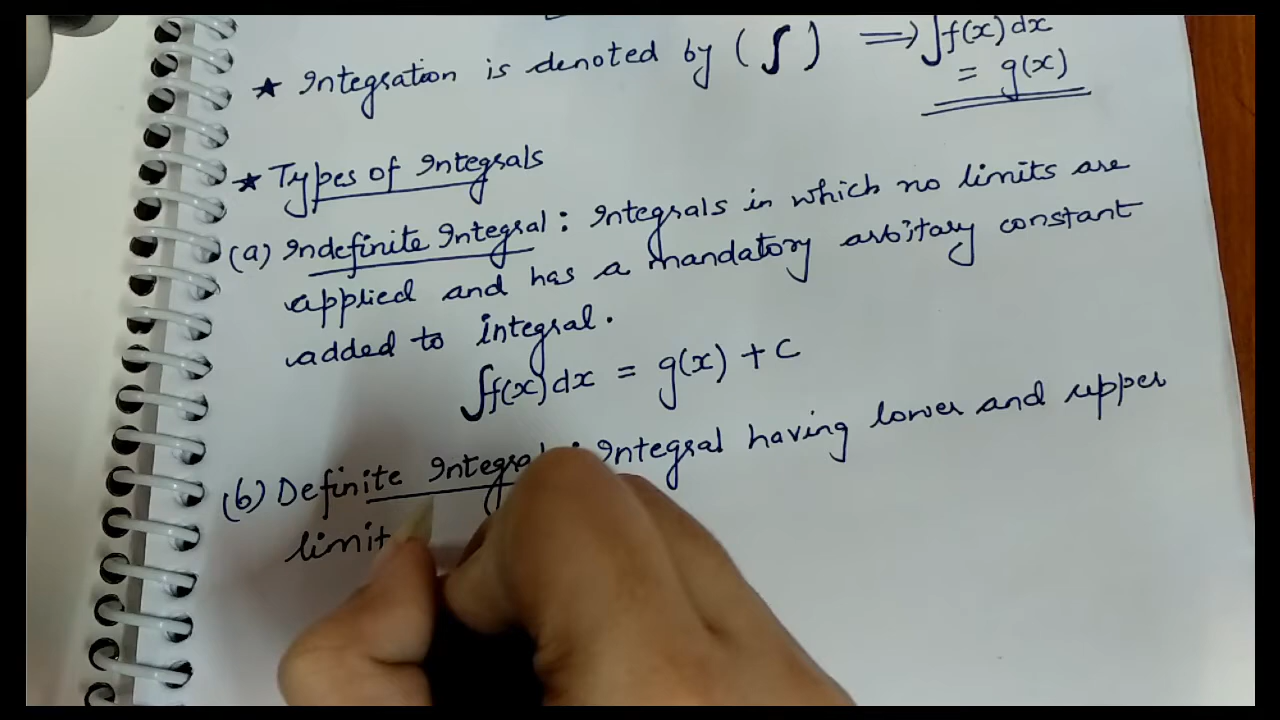 ★ Integration is denoted by (∫) ⟹ ∫f(x)dx
= g(x)
★ Types of Integrals
(a) Indefinite Integral : Integrals in which no limits are
applied and has a mandatory arbitary constant
added to integral.
∫f(x)dx = g(x) + C
(b) Definite Integral : Integral having lower and upper
limit